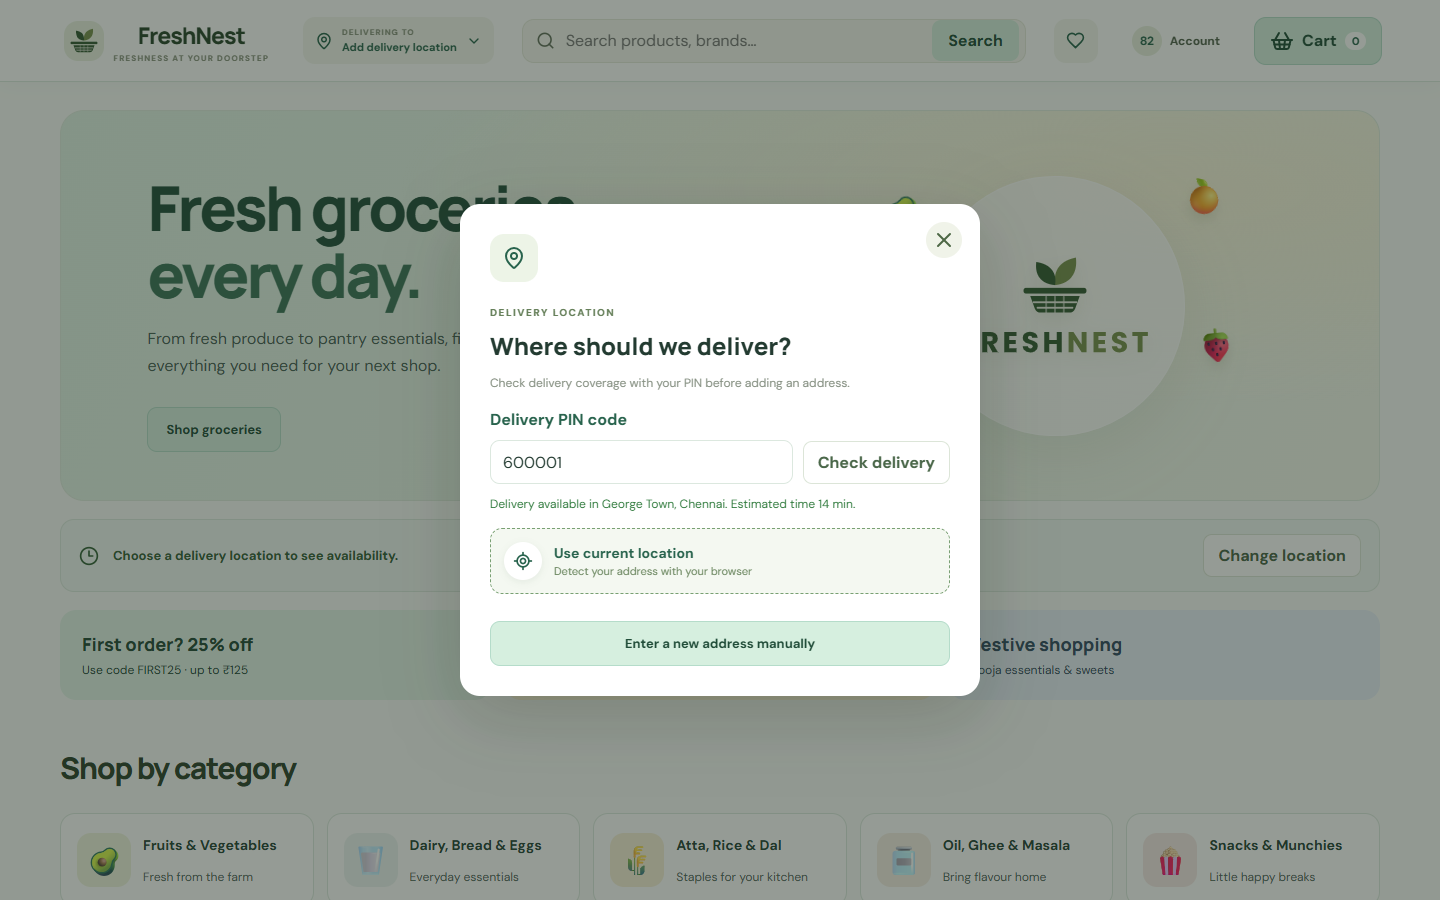 FreshNest
FRESHNESS AT YOUR DOORSTEP
DELIVERING TO
Add delivery location
Search products, brands...
Search
82
Account
Cart
0
Fresh groceries
every day.
From fresh produce to pantry essentials,
everything you need for your next shop.
Shop groceries
RESHNEST
DELIVERY LOCATION
Where should we deliver?
Check delivery coverage with your PIN before adding an address.
Delivery PIN code
600001
Check delivery
Delivery available in George Town, Chennai. Estimated time 14 min.
Use current location
Detect your address with your browser
Enter a new address manually
Choose a delivery location to see availability.
Change location
First order? 25% off
Use code FIRST25 · up to ₹125
estive shopping
ooja essentials & sweets
Shop by category
Fruits & Vegetables
Fresh from the farm
Dairy, Bread & Eggs
Everyday essentials
Atta, Rice & Dal
Staples for your kitchen
Oil, Ghee & Masala
Bring flavour home
Snacks & Munchies
Little happy breaks